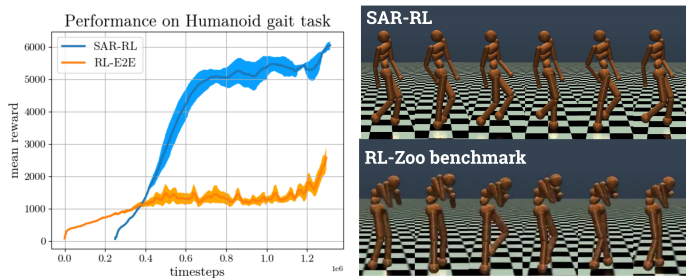 Performance on Humanoid gait task
SAR-RL
RL-E2E
mean reward
6000
5000
4000
3000
2000
1000
0
0.0 0.2 0.4 0.6 0.8 1.0 1.2
1e6
timesteps
SAR-RL
RL-Zoo benchmark